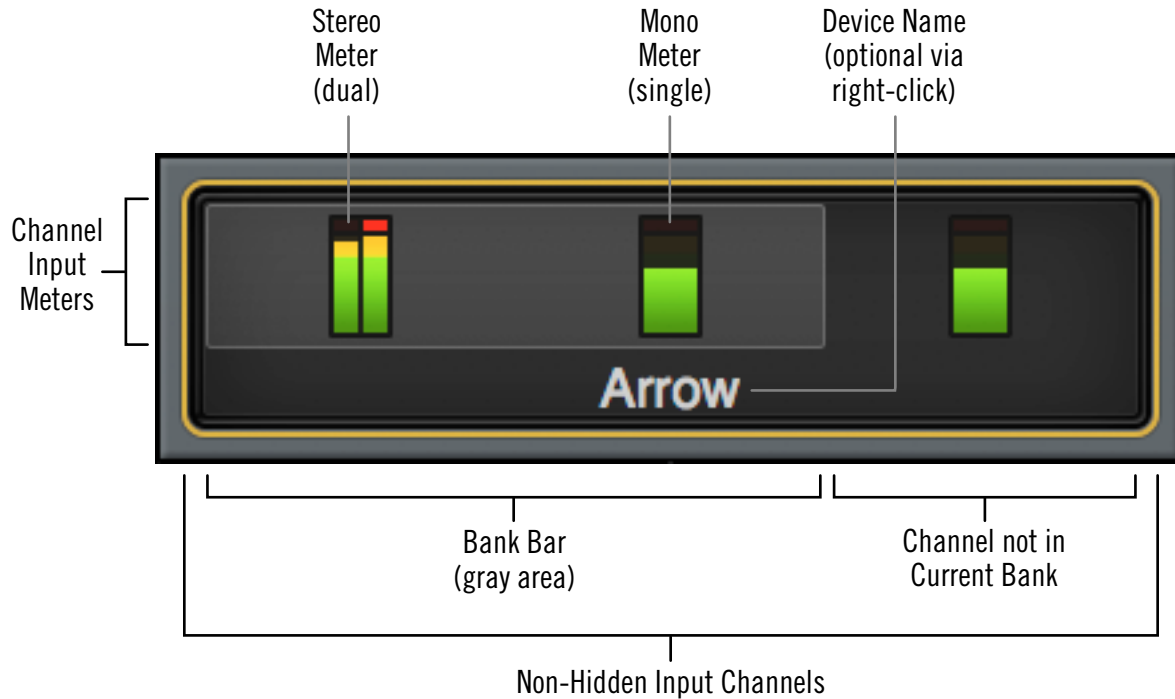 Stereo
Meter
(dual)
Mono
Meter
(single)
Device Name
(optional via
right-click)
Channel
Input
Meters
Arrow
Bank Bar
(gray area)
Channel not in
Current Bank
Non-Hidden Input Channels